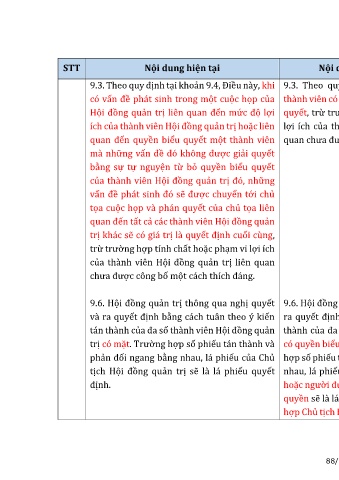 STT Nội dung hiện tại Nội
9.3. Theo quy định tại khoản 9.4, Điều này, khi
có vấn đề phát sinh trong một cuộc họp của
Hội đồng quản trị liên quan đến mức độ lợi
ích của thành viên Hội đồng quản trị hoặc liên
quan đến quyền biểu quyết một thành viên
mà những vấn đề đó không được giải quyết
bằng sự tự nguyện từ bỏ quyền biểu quyết
của thành viên Hội đồng quản trị đó, những
vấn đề phát sinh đó sẽ được chuyển tới chủ
tọa cuộc họp và phán quyết của chủ tọa liên
quan đến tất cả các thành viên Hội đồng quản
trị khác sẽ có giá trị là quyết định cuối cùng,
trừ trường hợp tính chất hoặc phạm vi lợi ích
của thành viên Hội đồng quản trị liên quan
chưa được công bố một cách thích đáng.
9.6. Hội đồng quản trị thông qua nghị quyết
và ra quyết định bằng cách tuân theo ý kiến
tán thành của đa số thành viên Hội đồng quản
trị có mặt. Trường hợp số phiếu tán thành và
phản đối ngang bằng nhau, lá phiếu của Chủ
tịch Hội đồng quản trị sẽ là lá phiếu quyết
định.
9.3. Theo
thành viên có
quyết, trừ
lợi ích của
quan chưa
9.6. Hội đồng
ra quyết định
thành của đa
có quyền biểu
hợp số phiếu
nhau, lá phiếu
hoặc người
quyền sẽ là lá
hợp Chủ tịch
88/